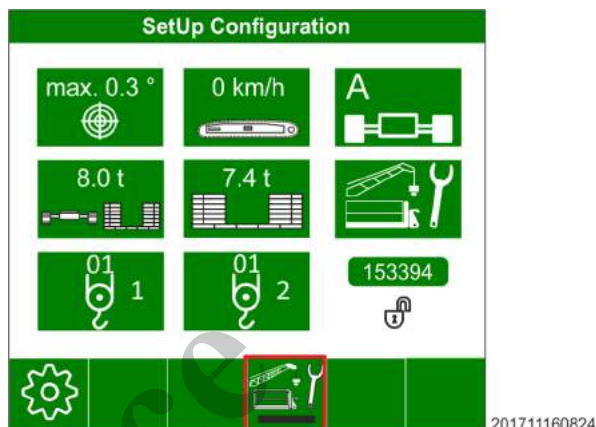 SetUp Configuration
max. 0.3 °
0 km/h
A
8.0 t
7.4 t
01
1
01
2
153394
201711160824